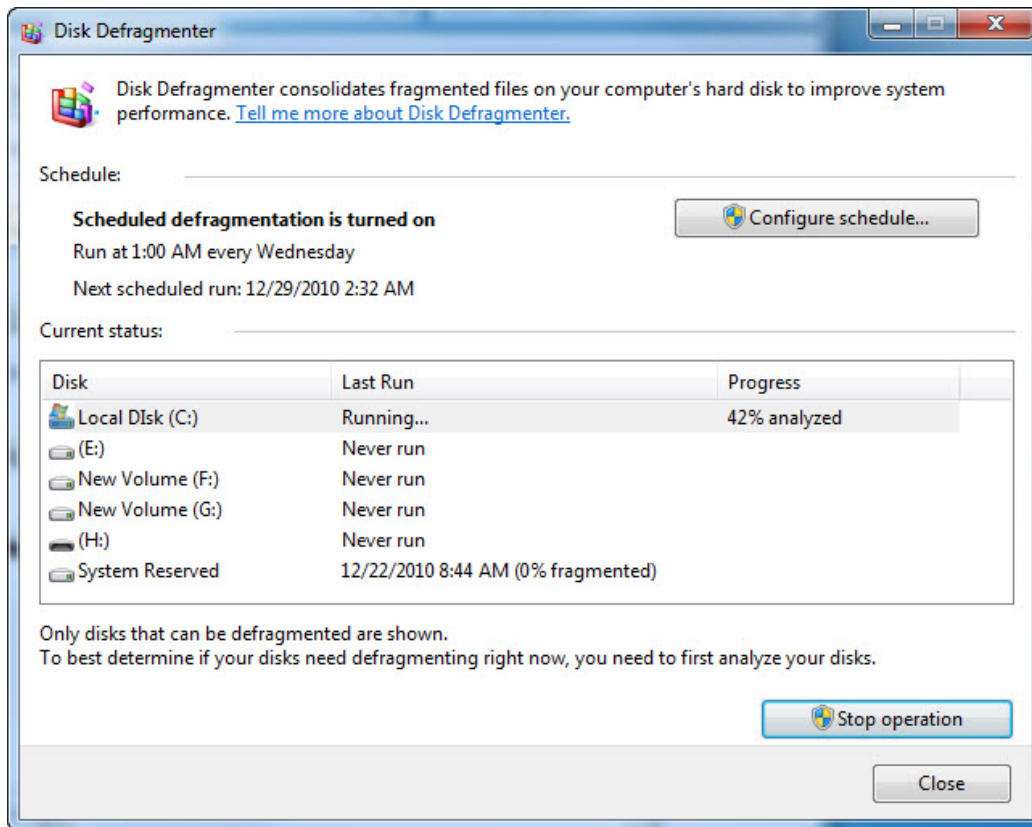 Disk Defragmenter
Disk Defragmenter consolidates fragmented files on your computer's hard disk to improve system
performance. Tell me more about Disk Defragmenter.
Schedule:
Scheduled defragmentation is turned on
Configure schedule...
Run at 1:00 AM every Wednesday
Next scheduled run: 12/29/2010 2:32 AM
Current status:
Disk Last Run Progress
Local DIsk (C:) Running... 42% analyzed
(E:) Never run
New Volume (F:) Never run
New Volume (G:) Never run
(H:) Never run
System Reserved 12/22/2010 8:44 AM (0% fragmented)
Only disks that can be defragmented are shown.
To best determine if your disks need defragmenting right now, you need to first analyze your disks.
Stop operation
Close